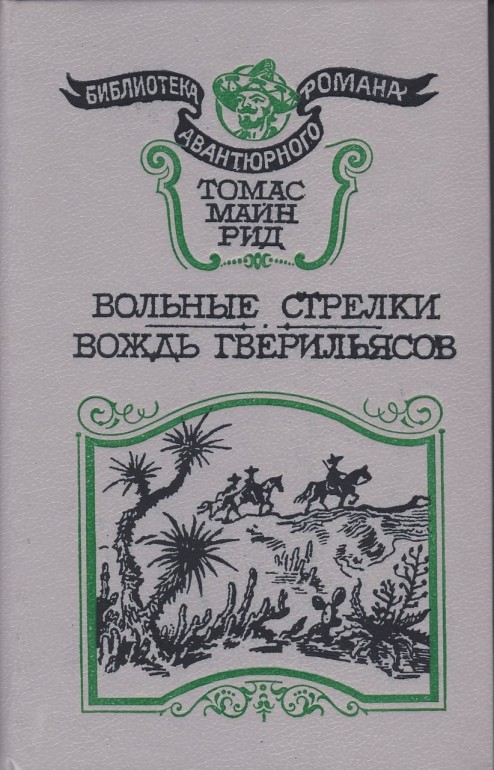 БИБЛИОТЕКА
АВАНТЮРНОГО
РОМАНА
ТОМАС
МАЙН
РИД
ВОЛЬНЫЕ СТРЕЛКИ
ВОЖДЬ ГВЕРИЛЬЯСОВ